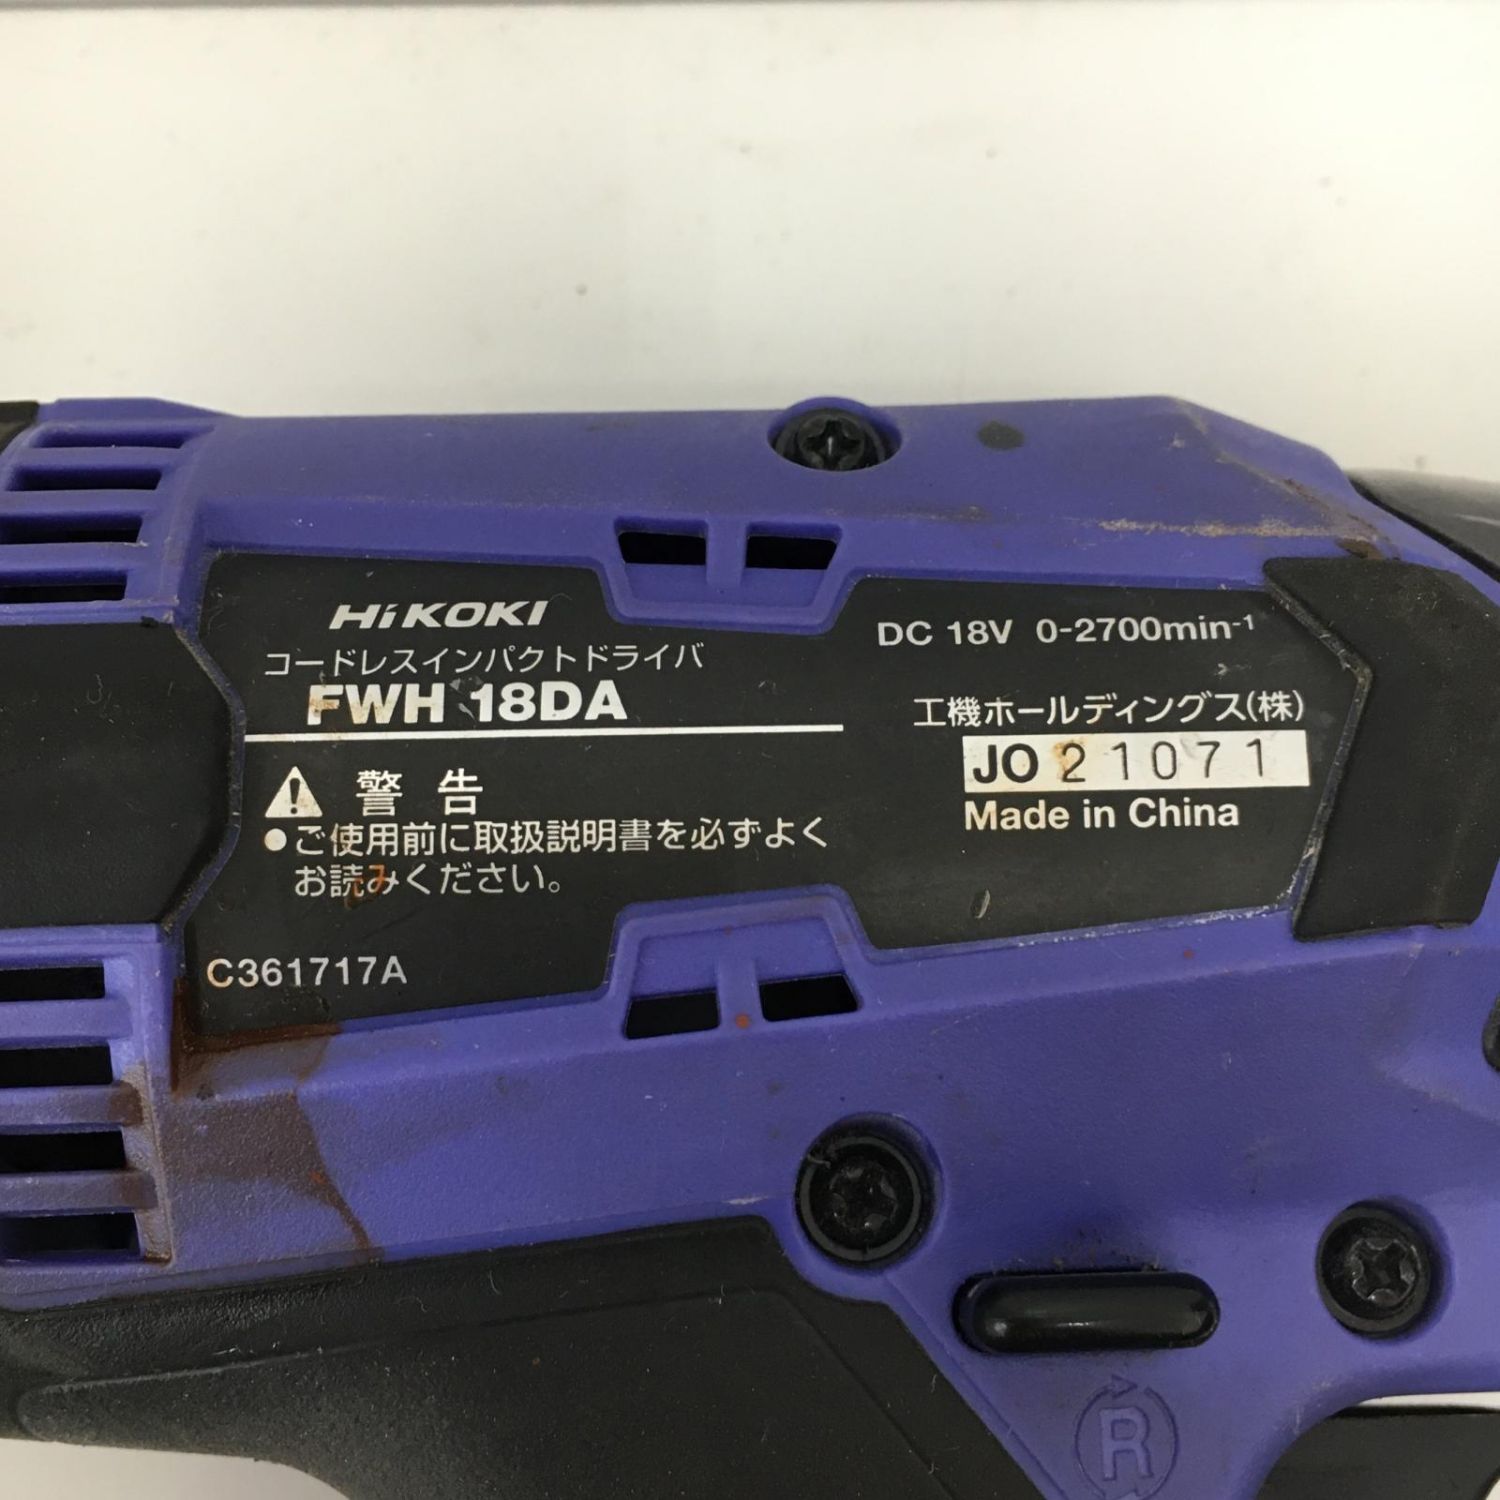 HiKOKI
コードレスインパクトドライバ
FWH 18DA
警告
●ご使用前に取扱説明書を必ずよく
お読みください。
C361717A
DC 18V 0-2700min-1
工機ホールディングス(株)
JO 21071
Made in China
R